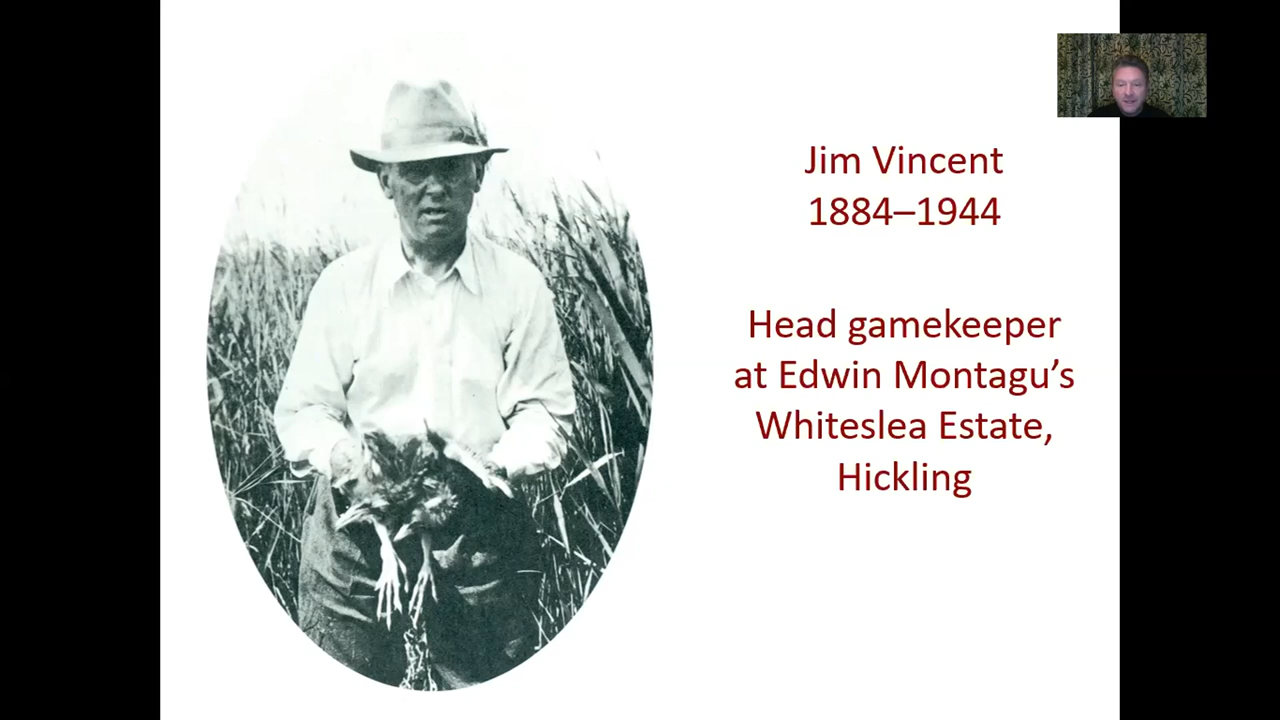 Jim Vincent
1884–1944
Head gamekeeper
at Edwin Montagu’s
Whiteslea Estate,
Hickling